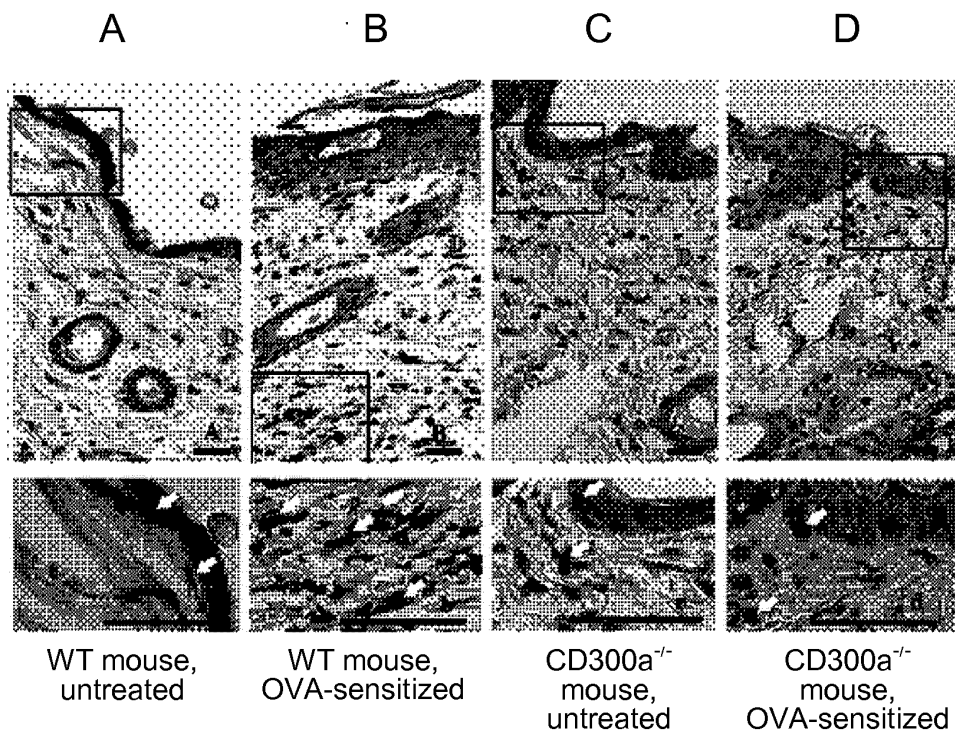 A
B
C
D
A
B
WT mouse,
untreated
WT mouse,
OVA-sensitized
CD300a-/-
mouse,
untreated
CD300a-/-
mouse,
OVA-sensitized